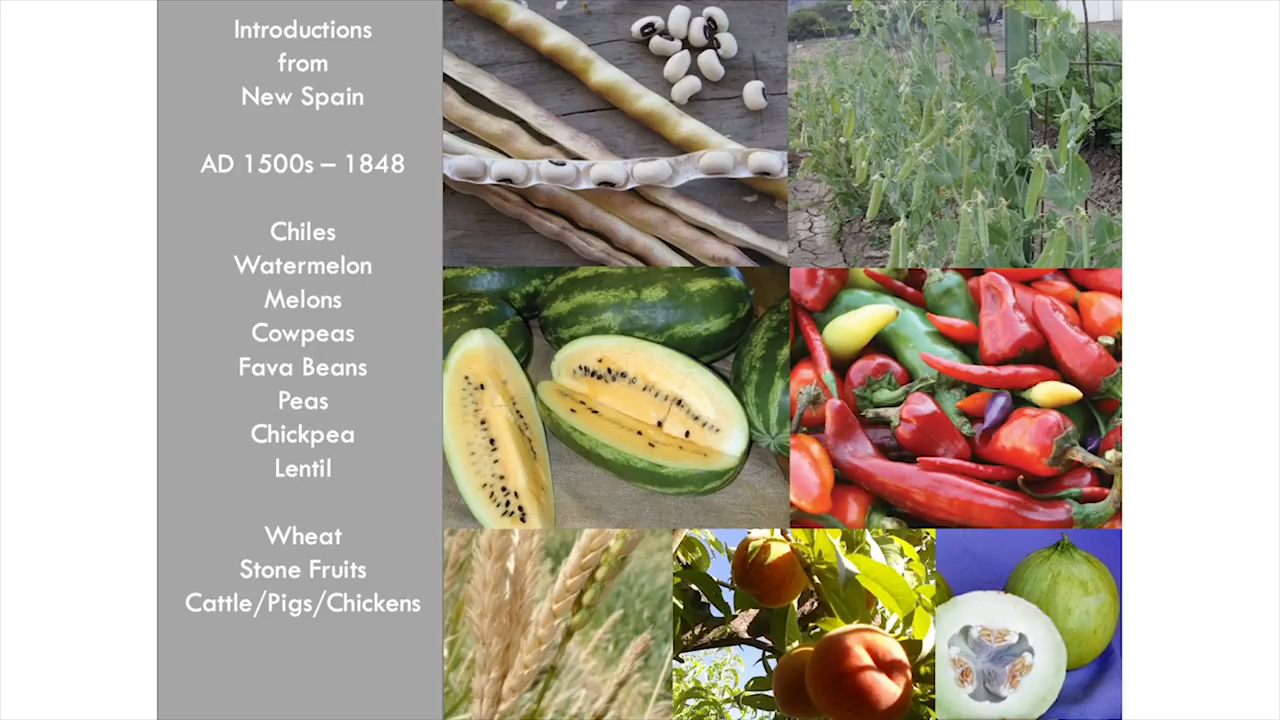 Introductions
from
New Spain
AD 1500s – 1848
Chiles
Watermelon
Melons
Cowpeas
Fava Beans
Peas
Chickpea
Lentil
Wheat
Stone Fruits
Cattle/Pigs/Chickens